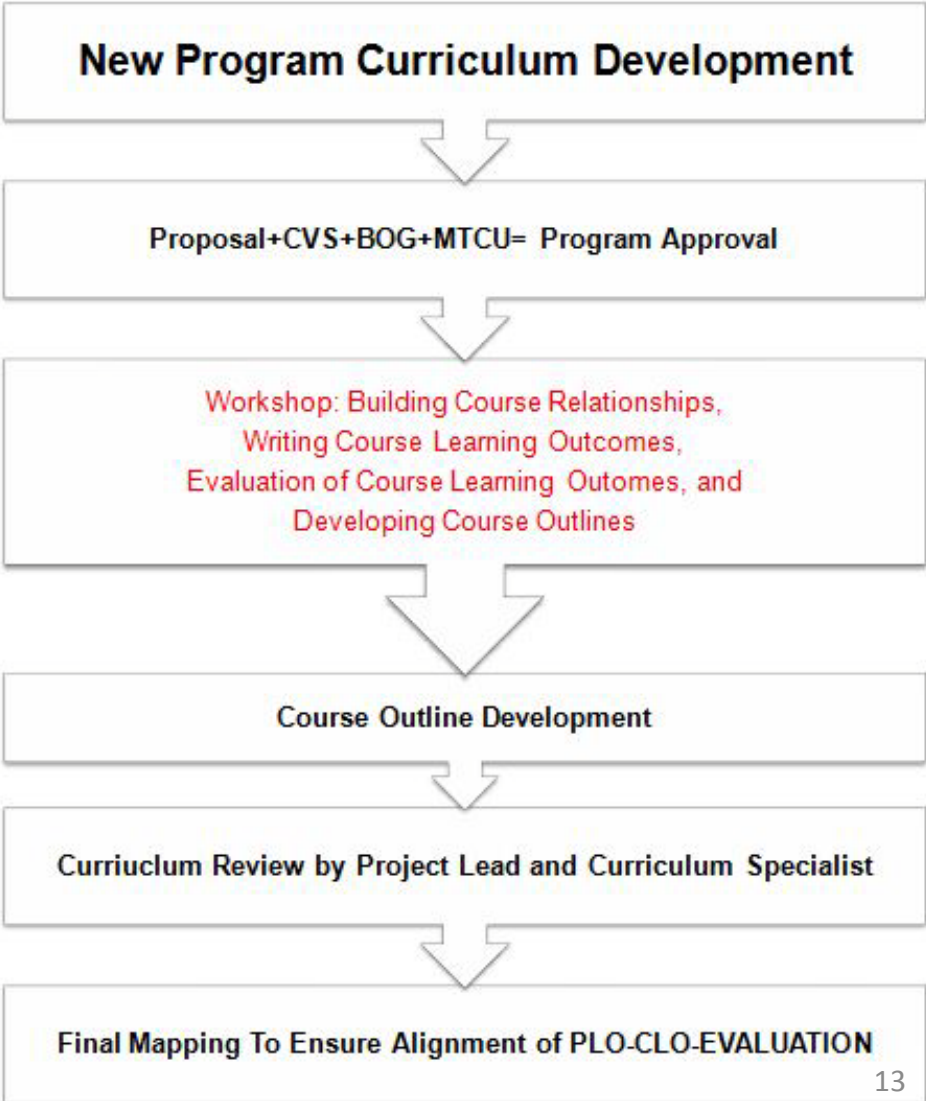 New Program Curriculum Development
Proposal+CVS+BOG+MTCU= Program Approval
Workshop: Building Course Relationships,
Writing Course Learning Outcomes,
Evaluation of Course Learning Outomes, and
Developing Course Outlines
Course Outline Development
Curriuclum Review by Project Lead and Curriculum Specialist
Final Mapping To Ensure Alignment of PLO-CLO-EVALUATION
13